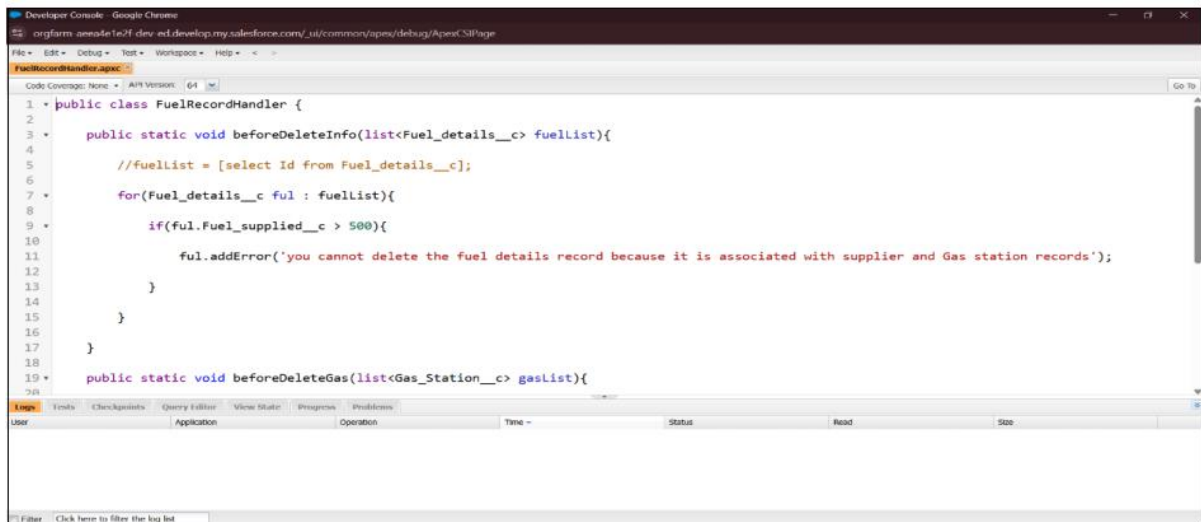 Developer Console - Google Chrome
orgfarm-aeea4e1e2f-dev-ed.develop.my.salesforce.com/_ui/common/apex/debug/ApexCSIPage
File Edit Debug Test Workspace Help < >
FuelRecordHandler.apxc
Code Coverage: None API Version: 64 Go To
1 public class FuelRecordHandler {
2
3 public static void beforeDeleteInfo(list<Fuel_details__c> fuelList){
4
5 //fuelList = [select Id from Fuel_details__c];
6
7 for(Fuel_details__c ful : fuelList){
8
9 if(ful.Fuel_supplied__c > 500){
10
11 ful.addError('you cannot delete the fuel details record because it is associated with supplier and Gas station records');
12
13 }
14
15 }
16
17 }
18
19 public static void beforeDeleteGas(list<Gas_Station__c> gasList){
20
Logs Tests Checkpoints Query Editor View State Progress Problems
User Application Operation Time Status Read Size
Filter Click here to filter the log list